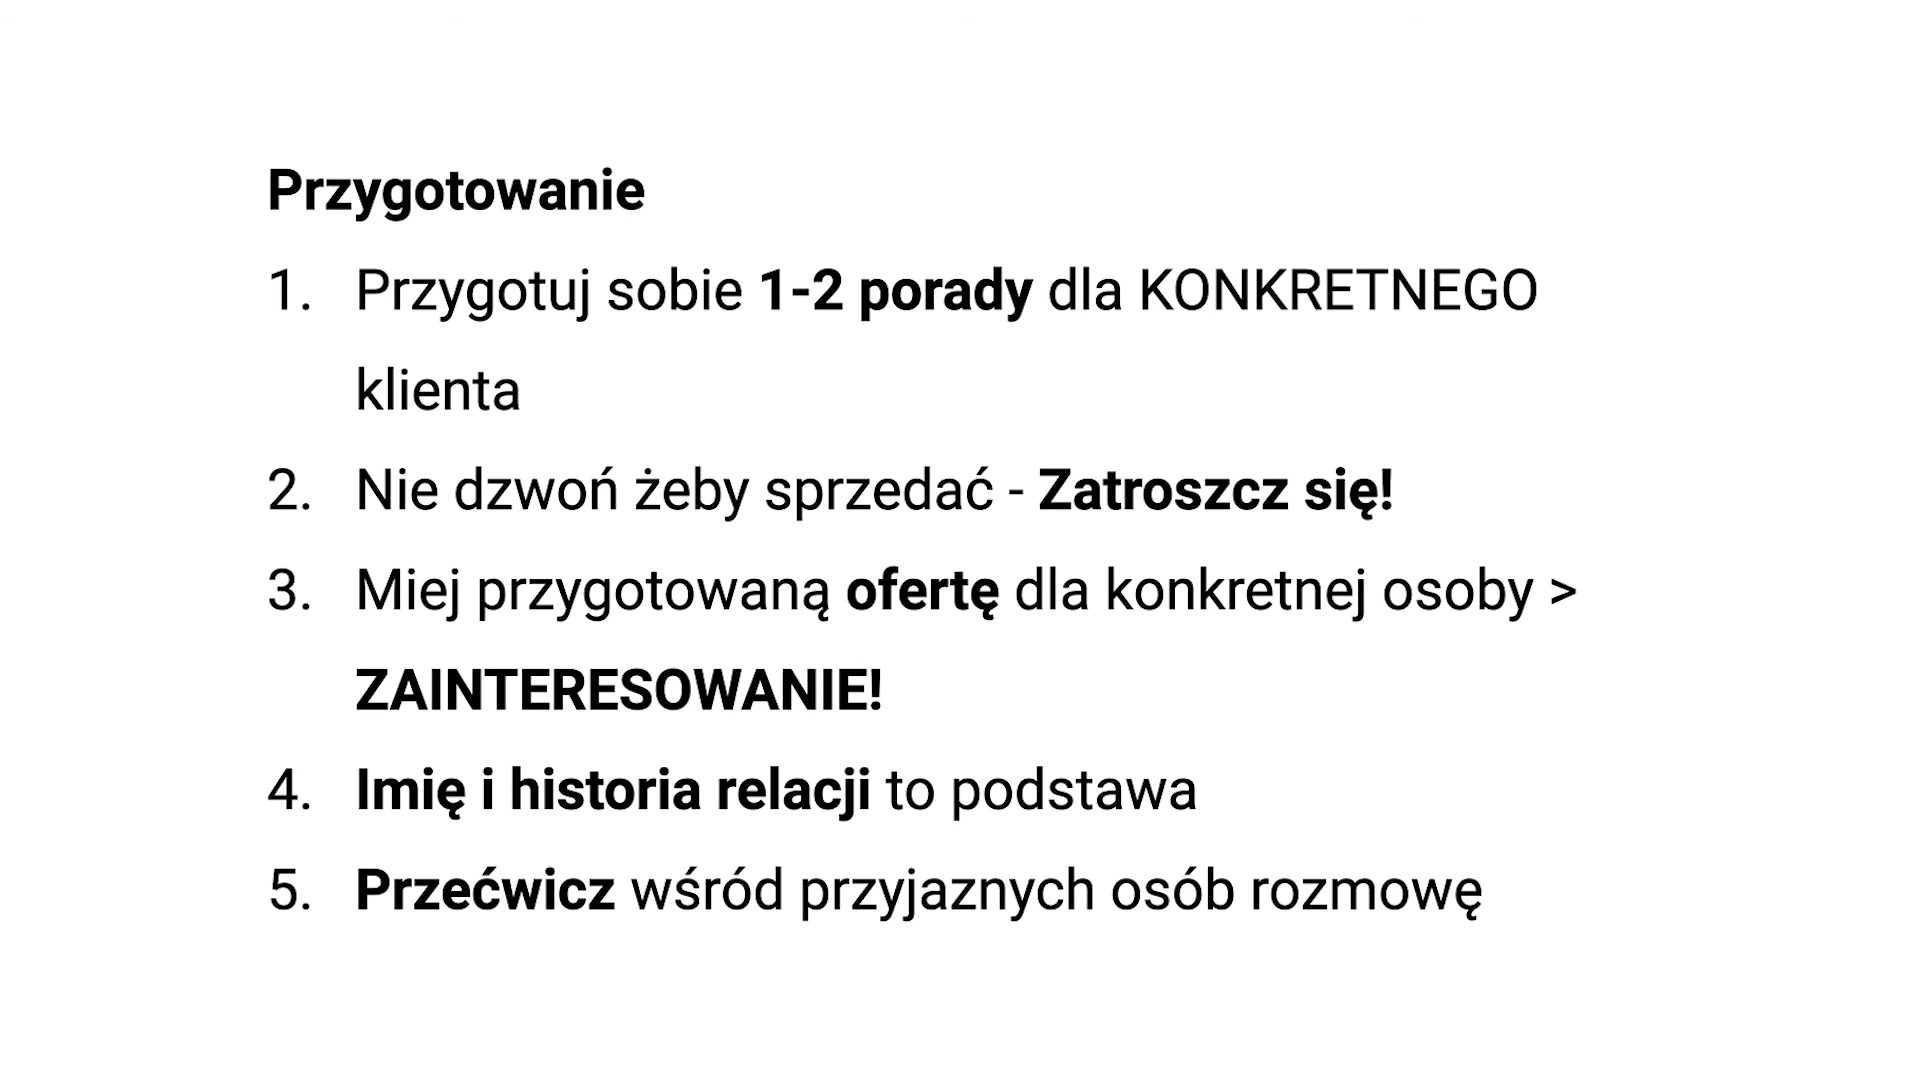 Przygotowanie
1. Przygotuj sobie 1-2 porady dla KONKRETNEGO
klienta
2. Nie dzwoń żeby sprzedać - Zatroszcz się!
3. Miej przygotowaną ofertę dla konkretnej osoby >
ZAINTERESOWANIE!
4. Imię i historia relacji to podstawa
5. Przećwicz wśród przyjaznych osób rozmowę